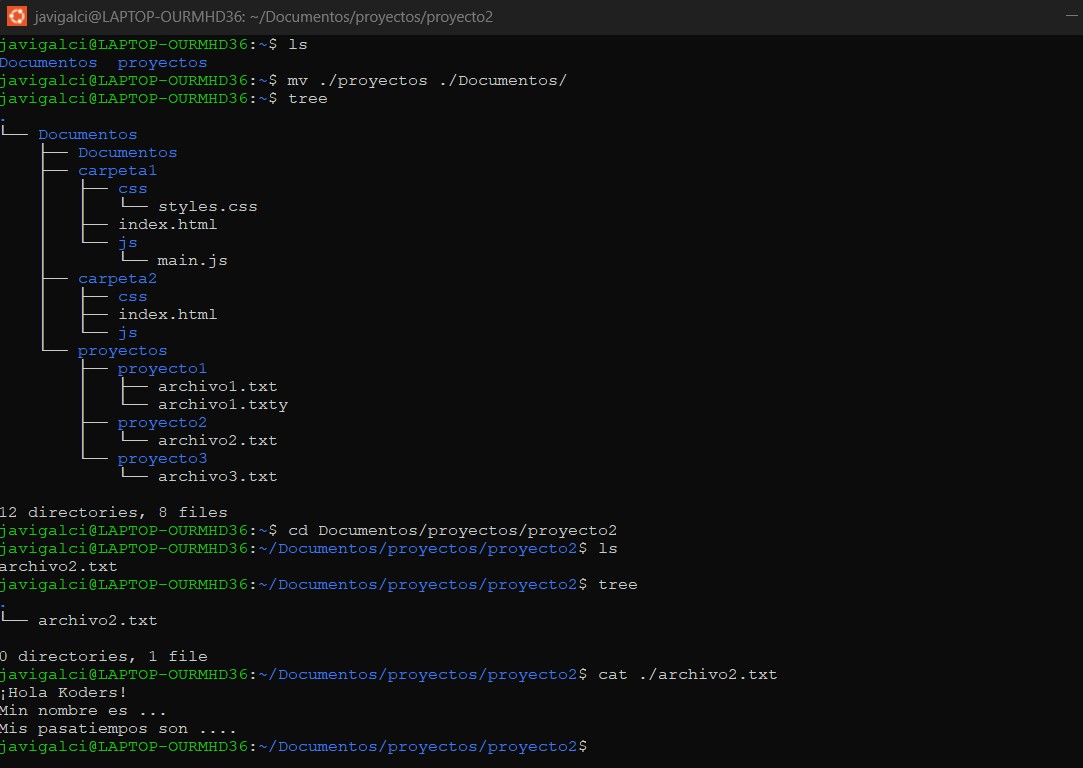 javigalci@LAPTOP-OURMHD36: ~/Documentos/proyectos/proyecto2
javigalci@LAPTOP-OURMHD36:~$ ls
Documentos  proyectos
javigalci@LAPTOP-OURMHD36:~$ mv ./proyectos ./Documentos/
javigalci@LAPTOP-OURMHD36:~$ tree
.
└── Documentos
    ├── Documentos
    ├── carpeta1
    │   ├── css
    │   │   └── styles.css
    │   ├── index.html
    │   └── js
    │       └── main.js
    ├── carpeta2
    │   ├── css
    │   ├── index.html
    │   └── js
    └── proyectos
        ├── proyecto1
        │   ├── archivo1.txt
        │   └── archivo1.txty
        ├── proyecto2
        │   └── archivo2.txt
        └── proyecto3
            └── archivo3.txt
12 directories, 8 files
javigalci@LAPTOP-OURMHD36:~$ cd Documentos/proyectos/proyecto2
javigalci@LAPTOP-OURMHD36:~/Documentos/proyectos/proyecto2$ ls
archivo2.txt
javigalci@LAPTOP-OURMHD36:~/Documentos/proyectos/proyecto2$ tree
.
└── archivo2.txt
0 directories, 1 file
javigalci@LAPTOP-OURMHD36:~/Documentos/proyectos/proyecto2$ cat ./archivo2.txt
¡Hola Koders!
Min nombre es ...
Mis pasatiempos son ....
javigalci@LAPTOP-OURMHD36:~/Documentos/proyectos/proyecto2$